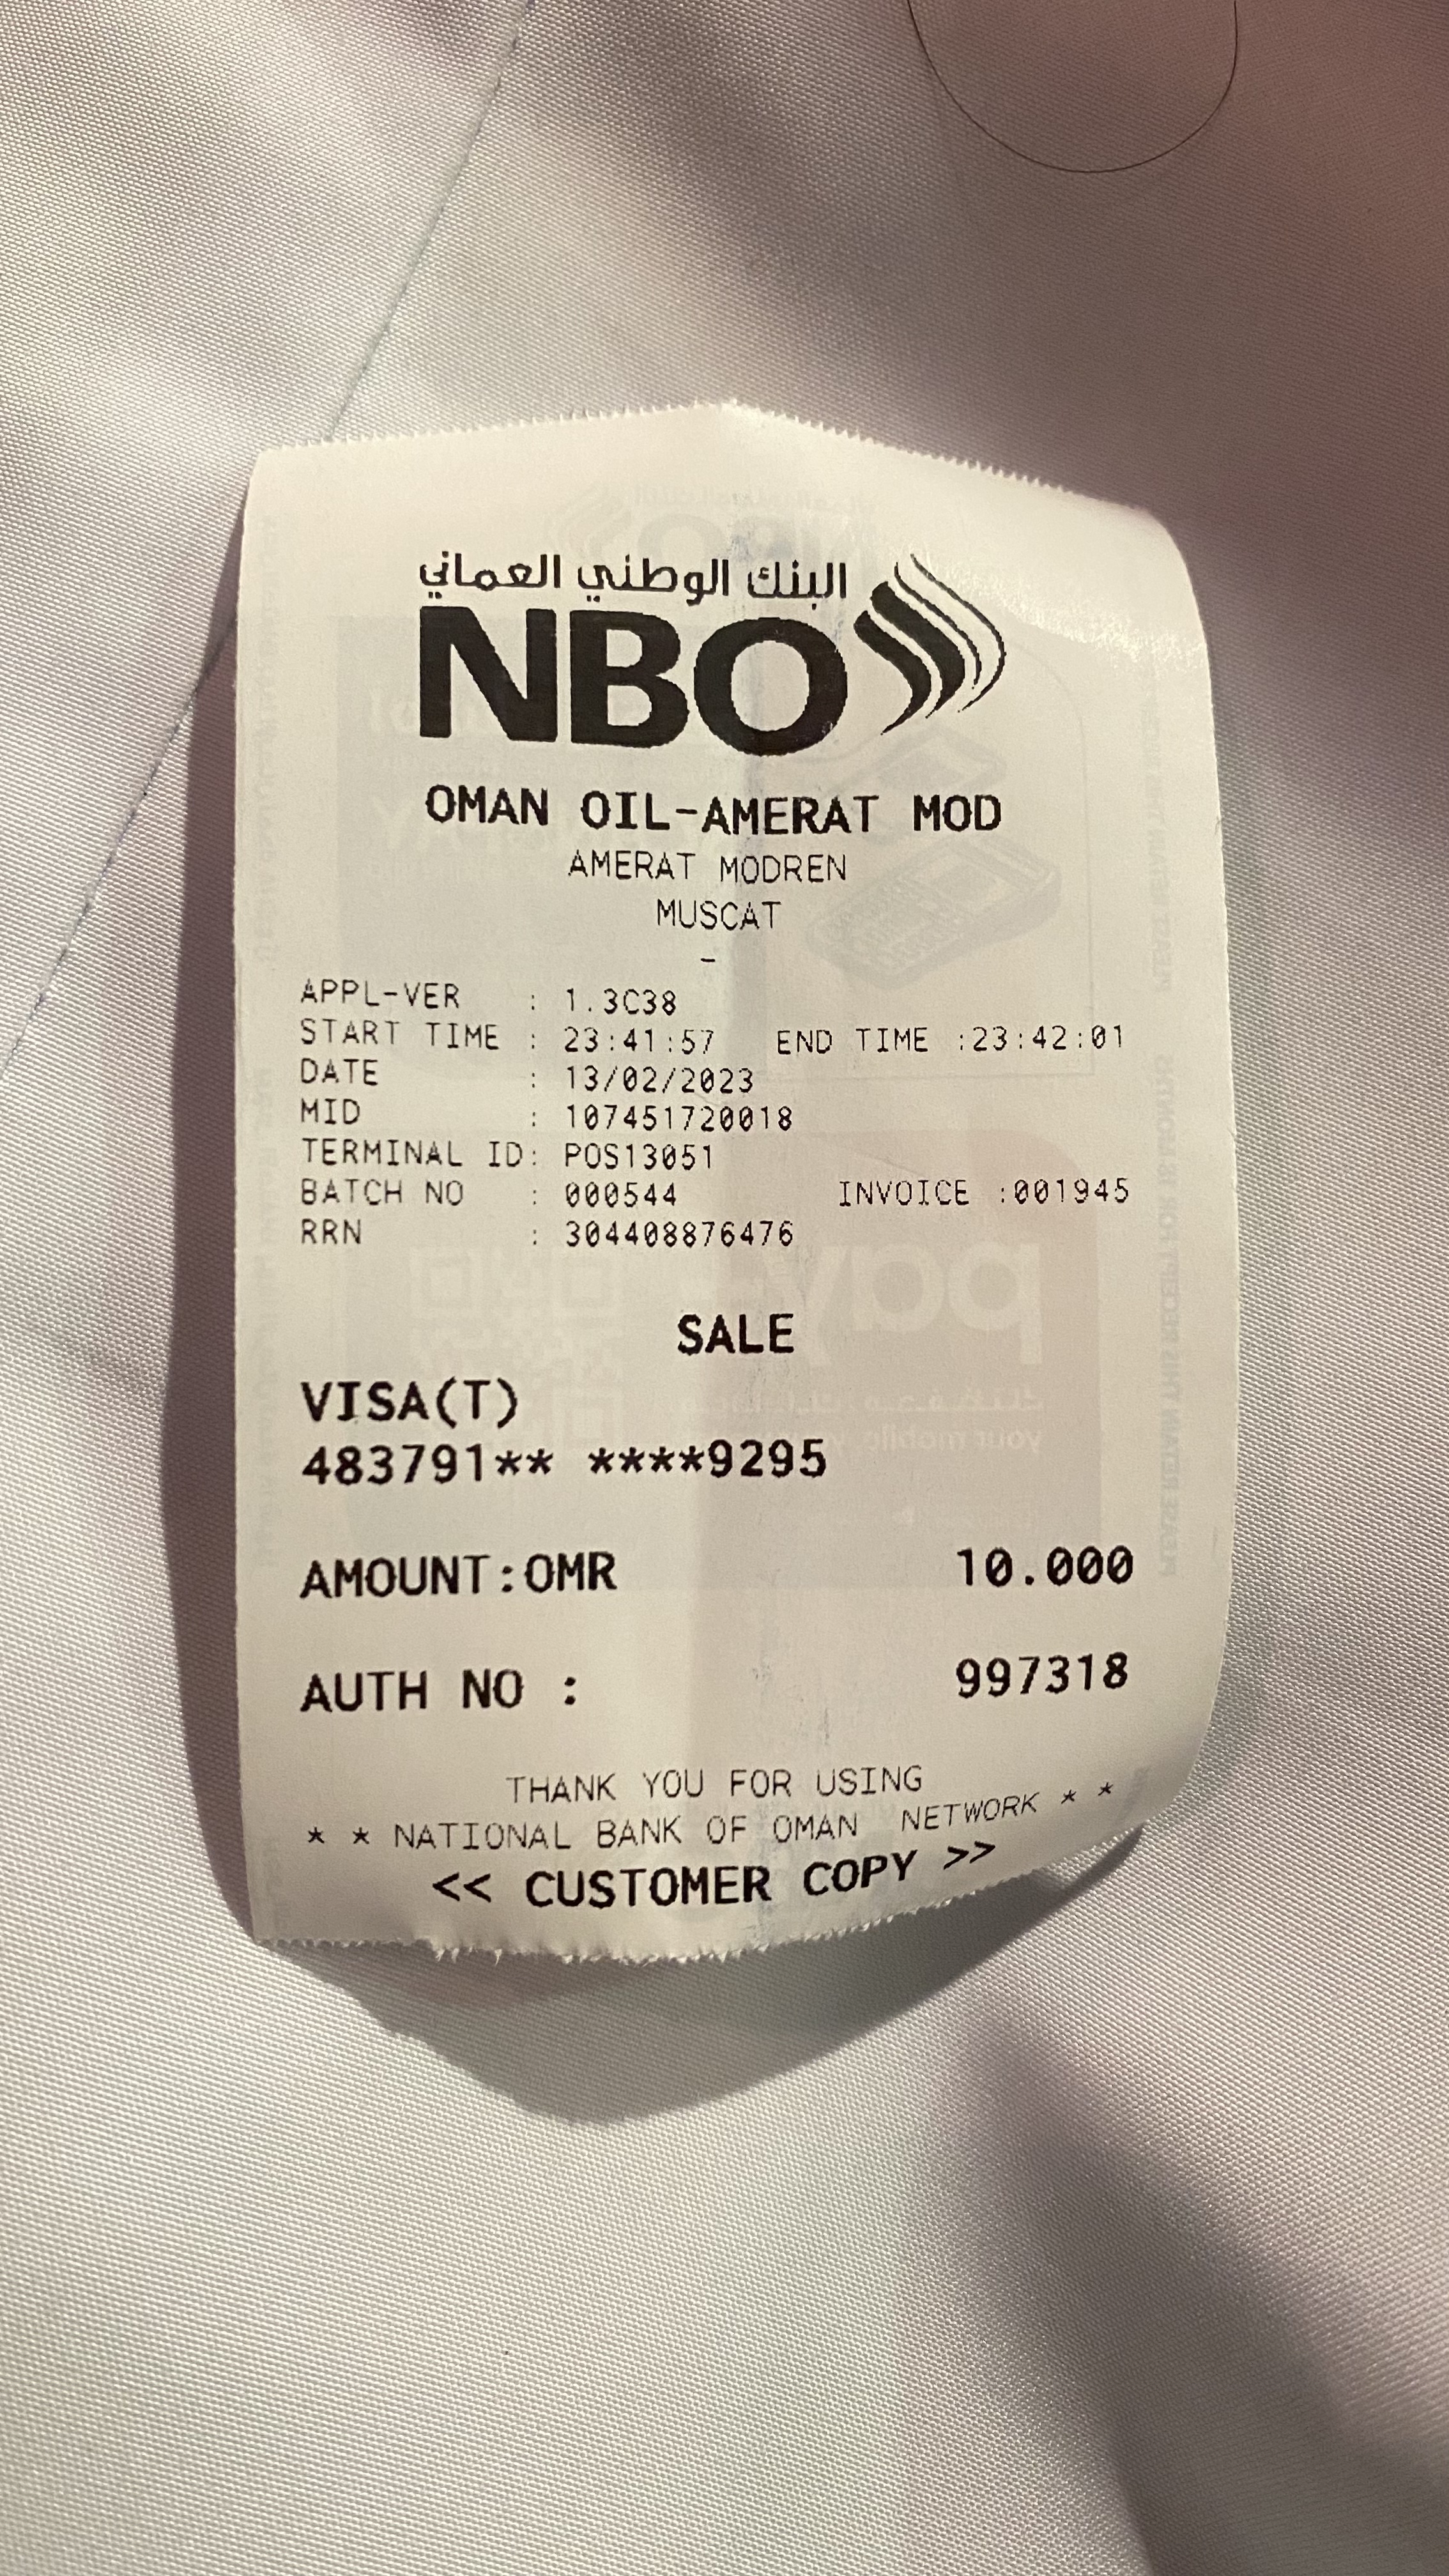 البنك الوطني العماني
NBO
OMAN OIL-AMERAT MOD
AMERAT MODREN
MUSCAT
-
APPL-VER : 1.3C38
START TIME : 23:41:57 END TIME :23:42:01
DATE : 13/02/2023
MID : 107451720018
TERMINAL ID: POS13051
BATCH NO : 000544 INVOICE :001945
RRN : 304408876476
SALE
VISA(T)
483791** ****9295
AMOUNT:OMR 10.000
AUTH NO : 997318
THANK YOU FOR USING
* * NATIONAL BANK OF OMAN NETWORK * *
<< CUSTOMER COPY >>